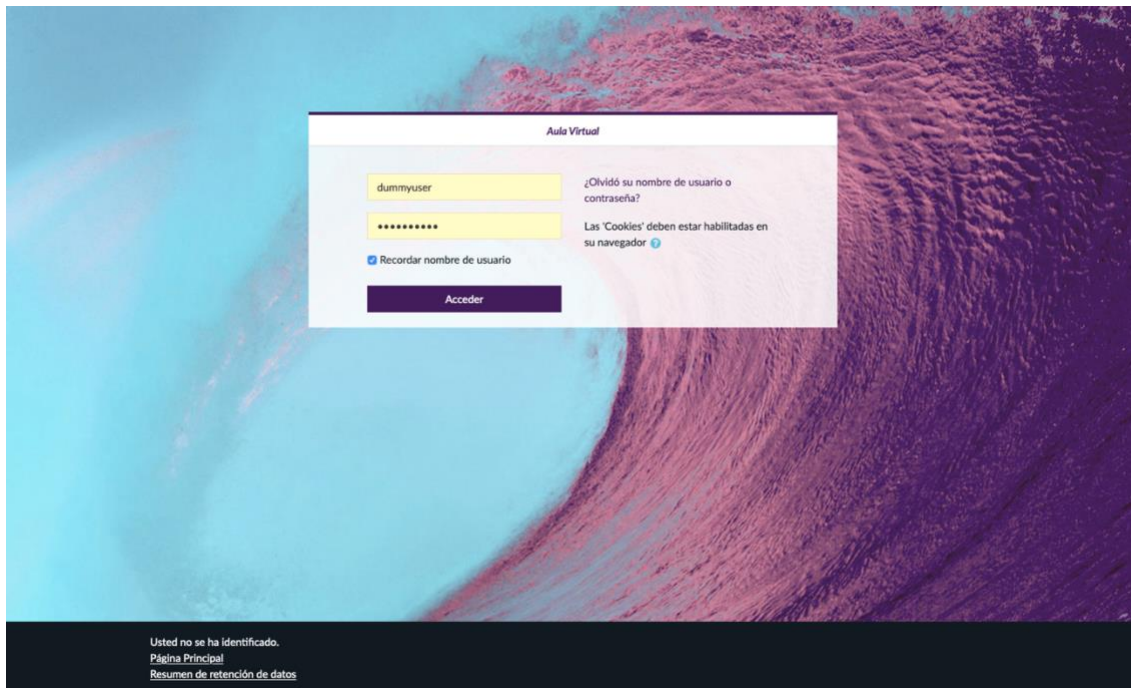 Aula Virtual
dummyuser
••••••••••
Recordar nombre de usuario
Acceder
¿Olvidó su nombre de usuario o
contraseña?
Las 'Cookies' deben estar habilitadas en
su navegador ?
Usted no se ha identificado.
Página Principal
Resumen de retención de datos